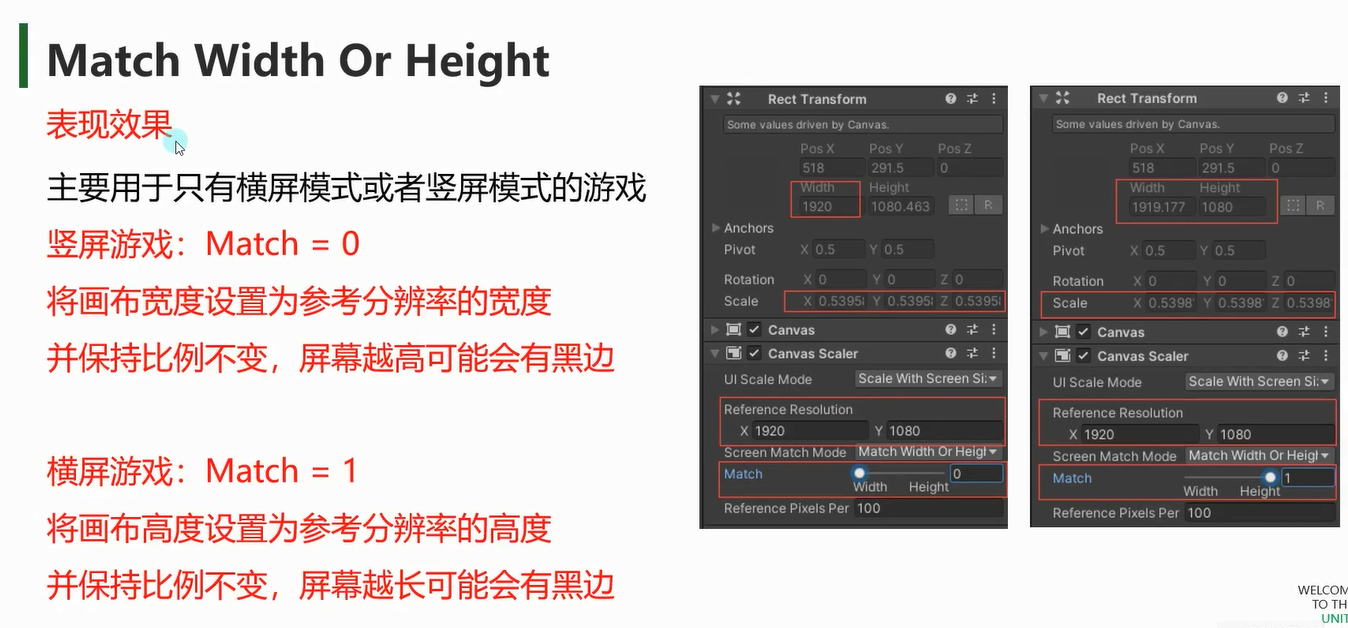 Match Width Or Height
表现效果
主要用于只有横屏模式或者竖屏模式的游戏
竖屏游戏：Match = 0
将画布宽度设置为参考分辨率的宽度
并保持比例不变，屏幕越高可能会有黑边
横屏游戏：Match = 1
将画布高度设置为参考分辨率的高度
并保持比例不变，屏幕越长可能会有黑边
Rect Transform
Some values driven by Canvas.
Pos X Pos Y Pos Z
518 291.5 0
Width Height
1920 1080.463 R
Anchors
Pivot X 0.5 Y 0.5
Rotation X 0 Y 0 Z 0
Scale X 0.5395 Y 0.5395 Z 0.5395
Canvas
Canvas Scaler
UI Scale Mode Scale With Screen Si:
Reference Resolution
X 1920 Y 1080
Screen Match Mode Match Width Or Heigl
Match 0
Width Height
Reference Pixels Per 100
Rect Transform
Some values driven by Canvas.
Pos X Pos Y Pos Z
518 291.5 0
Width Height
1919.177 1080 R
Anchors
Pivot X 0.5 Y 0.5
Rotation X 0 Y 0 Z 0
Scale X 0.5398 Y 0.5398 Z 0.5398
Canvas
Canvas Scaler
UI Scale Mode Scale With Screen Si:
Reference Resolution
X 1920 Y 1080
Screen Match Mode Match Width Or Heigl
Match 1
Width Height
Reference Pixels Per 100
WELCOM
TO TH
UNIT